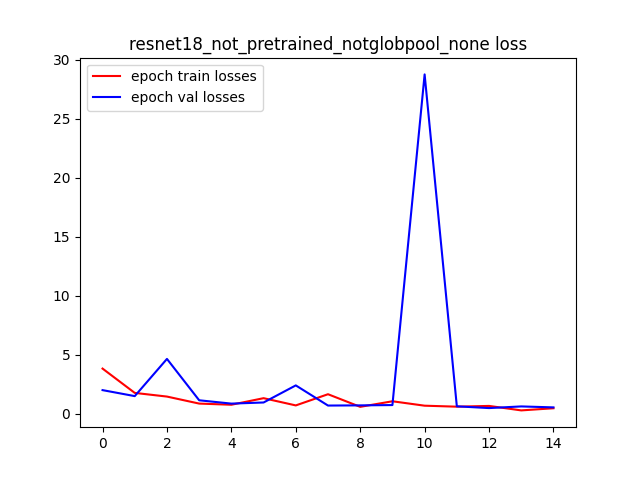 resnet18_not_pretrained_notglobpool_none loss
epoch train losses
epoch val losses
30
25
20
15
10
5
0
0 2 4 6 8 10 12 14